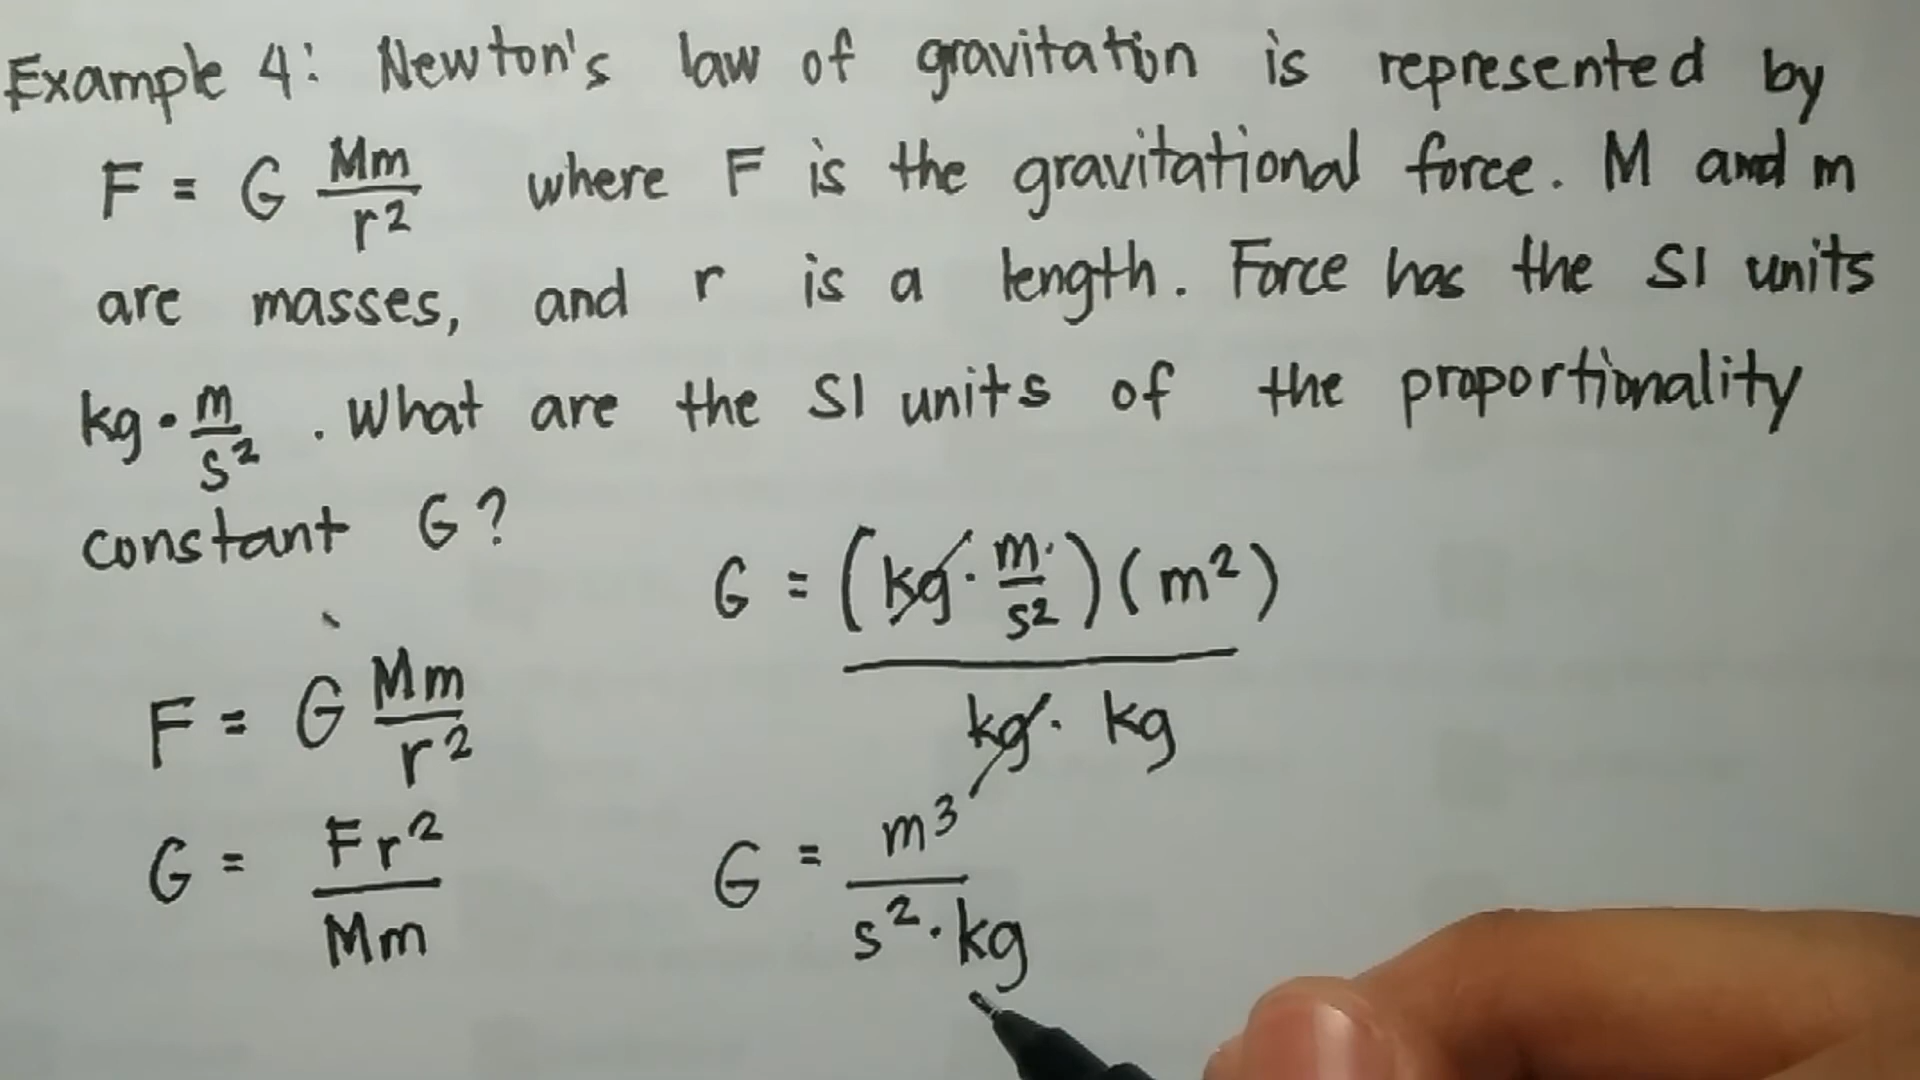 Example 4: Newton's law of gravitation is represented by
F = G Mm/r² where F is the gravitational force. M and m
are masses, and r is a length. Force has the SI units
kg · m/s². What are the SI units of the proportionality
constant G?
F = G Mm/r²
G = Fr²/Mm
G = (kg · m/s²)(m²)/kg · kg
G = m³/s² · kg